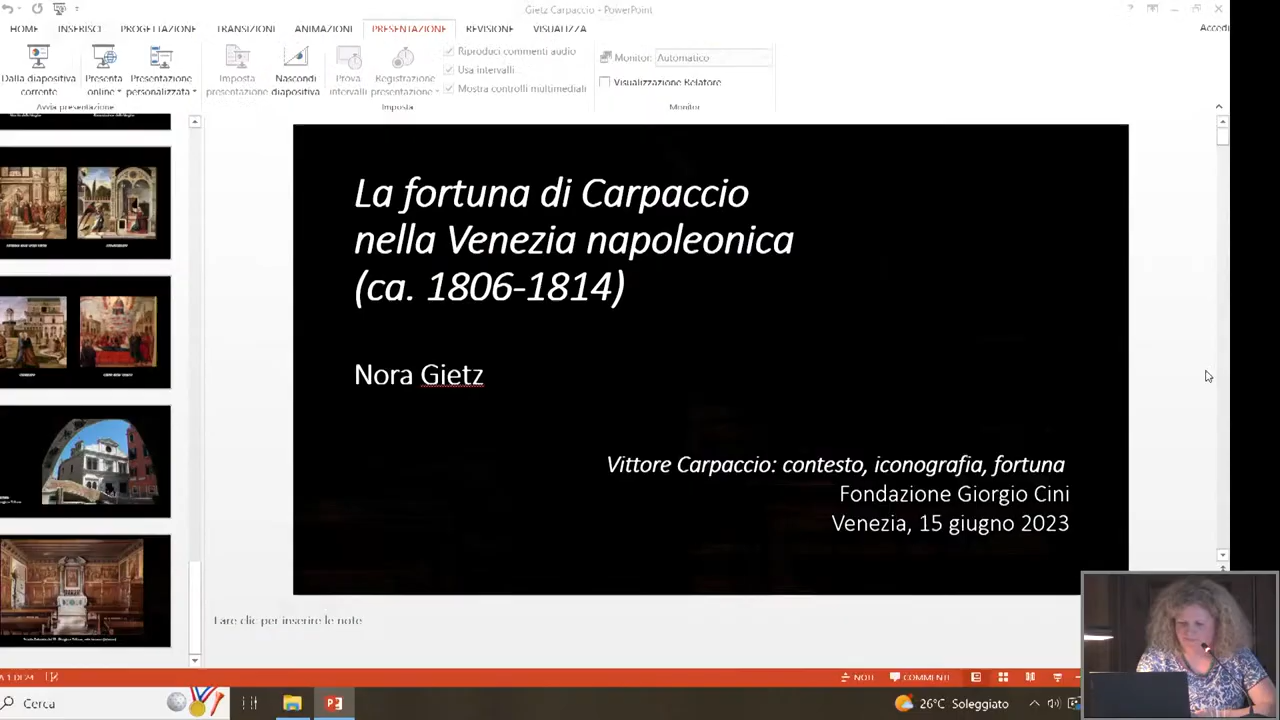 Gietz Carpaccio - PowerPoint
?
HOME INSERISCI PROGETTAZIONE TRANSIZIONI ANIMAZIONI PRESENTAZIONE REVISIONE VISUALIZZA
Accedi
Dalla diapositiva corrente
Presenta online
Presentazione personalizzata
Imposta presentazione
Nascondi diapositiva
Prova intervalli
Registrazione presentazione
Riproduci commenti audio
Usa intervalli
Mostra controlli multimediali
Monitor: Automatico
Visualizzazione Relatore
Avvia presentazione
Imposta
Monitor
La fortuna di Carpaccio
nella Venezia napoleonica
(ca. 1806-1814)
Nora Gietz
Vittore Carpaccio: contesto, iconografia, fortuna
Fondazione Giorgio Cini
Venezia, 15 giugno 2023
Fare clic per inserire le note
1 DI 24
NOTE
COMMENTI
Cerca
26°C Soleggiato